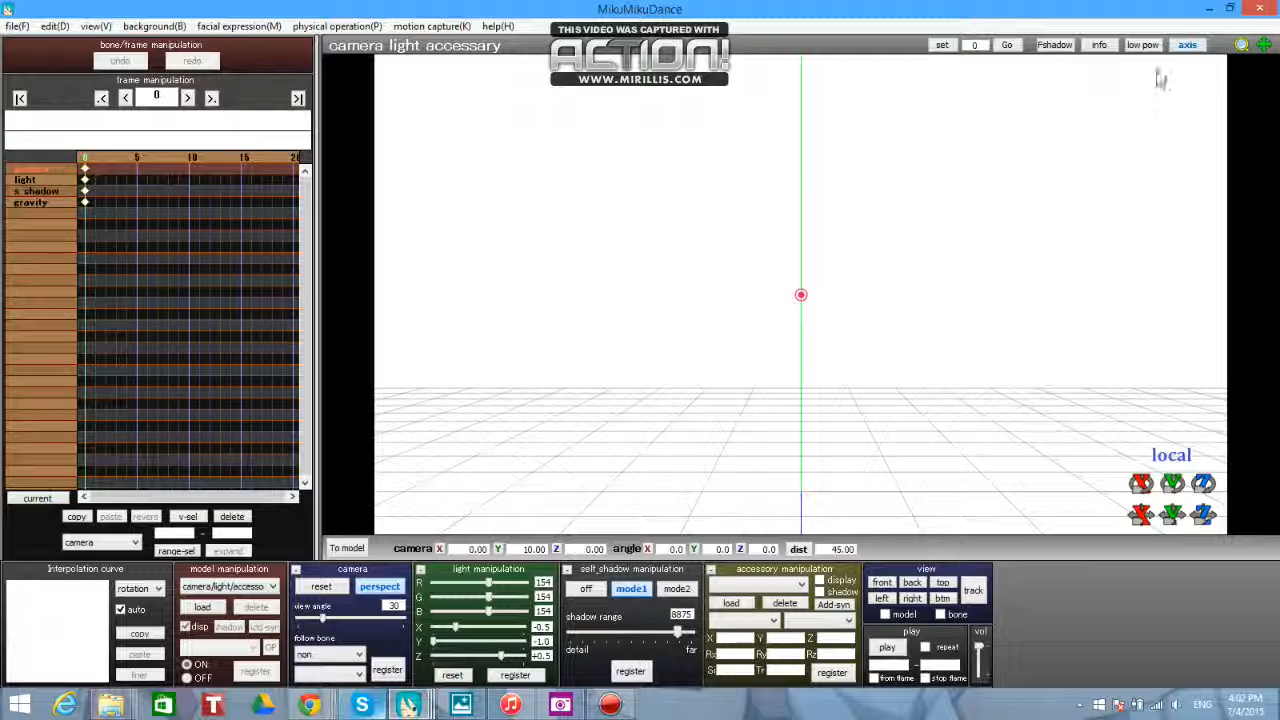 MikuMikuDance
file(F) edit(D) view(V) background(B) facial expression(M) physical operation(P) motion capture(K) help(H)
THIS VIDEO WAS CAPTURED WITH
ACTION!
WWW.MIRILLIS.COM
bone/frame manipulation
undo redo
frame manipulation
|< .< < 0 > >. >|
camera light accessary
set 0 Go Fshadow info low pow axis
0 5 10 15 20
light
s shadow
gravity
local
X Y Z
X Y Z
current
copy paste revers v-sel delete
camera
-
range-sel expand
To model camera X 0.00 Y 10.00 Z 0.00 angle X 0.0 Y 0.0 Z 0.0 dist 45.00
Interpolation curve
rotation
auto
copy
paste
liner
model manipulation
camera/light/accesso
load delete
disp shadow Add-syn
OP
ON:
OFF
register
camera
reset perspect
view angle 30
follow bone
non
register
light manipulation
R 154
G 154
B 154
X -0.5
Y -1.0
Z +0.5
reset register
self_shadow manipulation
off mode1 mode2
shadow range 8875
detail far
register
accessory manipulation
display
shadow
load delete Add-syn
X Y Z
Rx Ry Rz
Si Tr register
view
front back top
left right btm
track
model bone
play
play repeat
-
from flame stop flame
vol
ENG
4:02 PM
7/4/2015